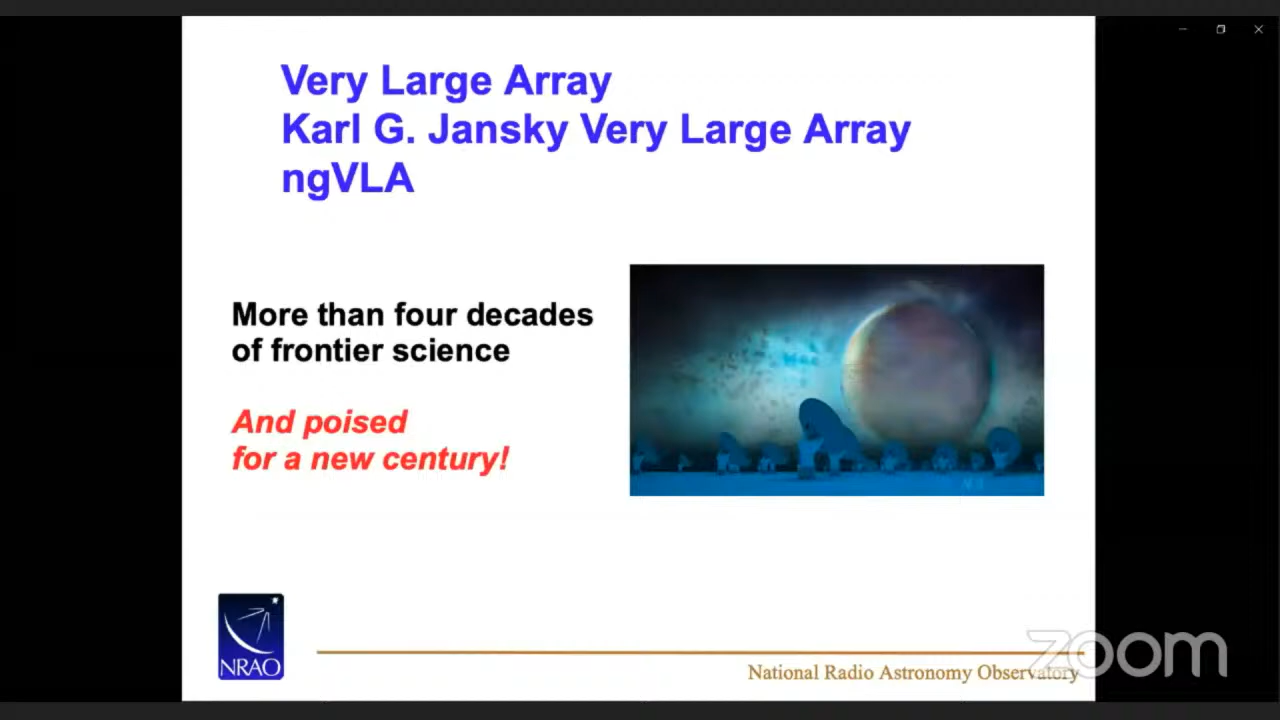 Very Large Array
Karl G. Jansky Very Large Array
ngVLA
More than four decades
of frontier science
And poised
for a new century!
NRAO
National Radio Astronomy Observatory
zoom